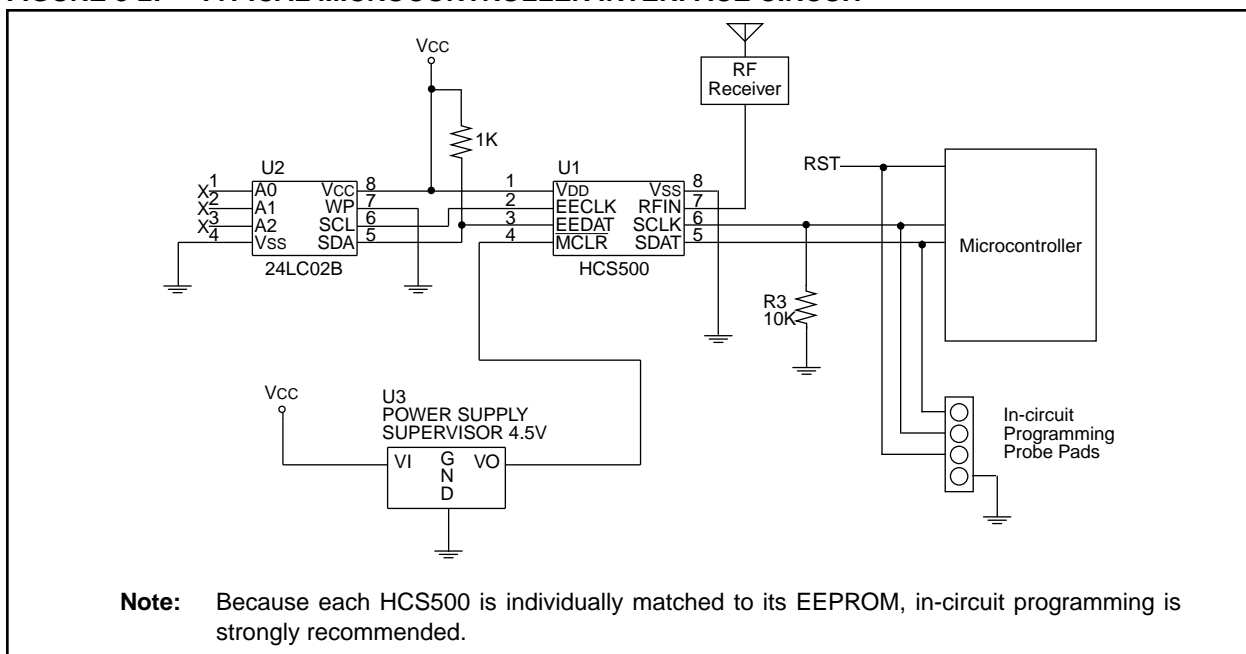 VCC
RF
Receiver
1K
U2
U1
RST
X 1 A0 VCC 8
X 2 A1 WP 7
X 3 A2 SCL 6
4 VSS SDA 5
24LC02B
1 VDD VSS 8
2 EECLK RFIN 7
3 EEDAT SCLK 6
4 MCLR SDAT 5
HCS500
Microcontroller
R3
10K
VCC
U3
POWER SUPPLY
SUPERVISOR 4.5V
VI GND VO
In-circuit
Programming
Probe Pads
Note: Because each HCS500 is individually matched to its EEPROM, in-circuit programming is
strongly recommended.